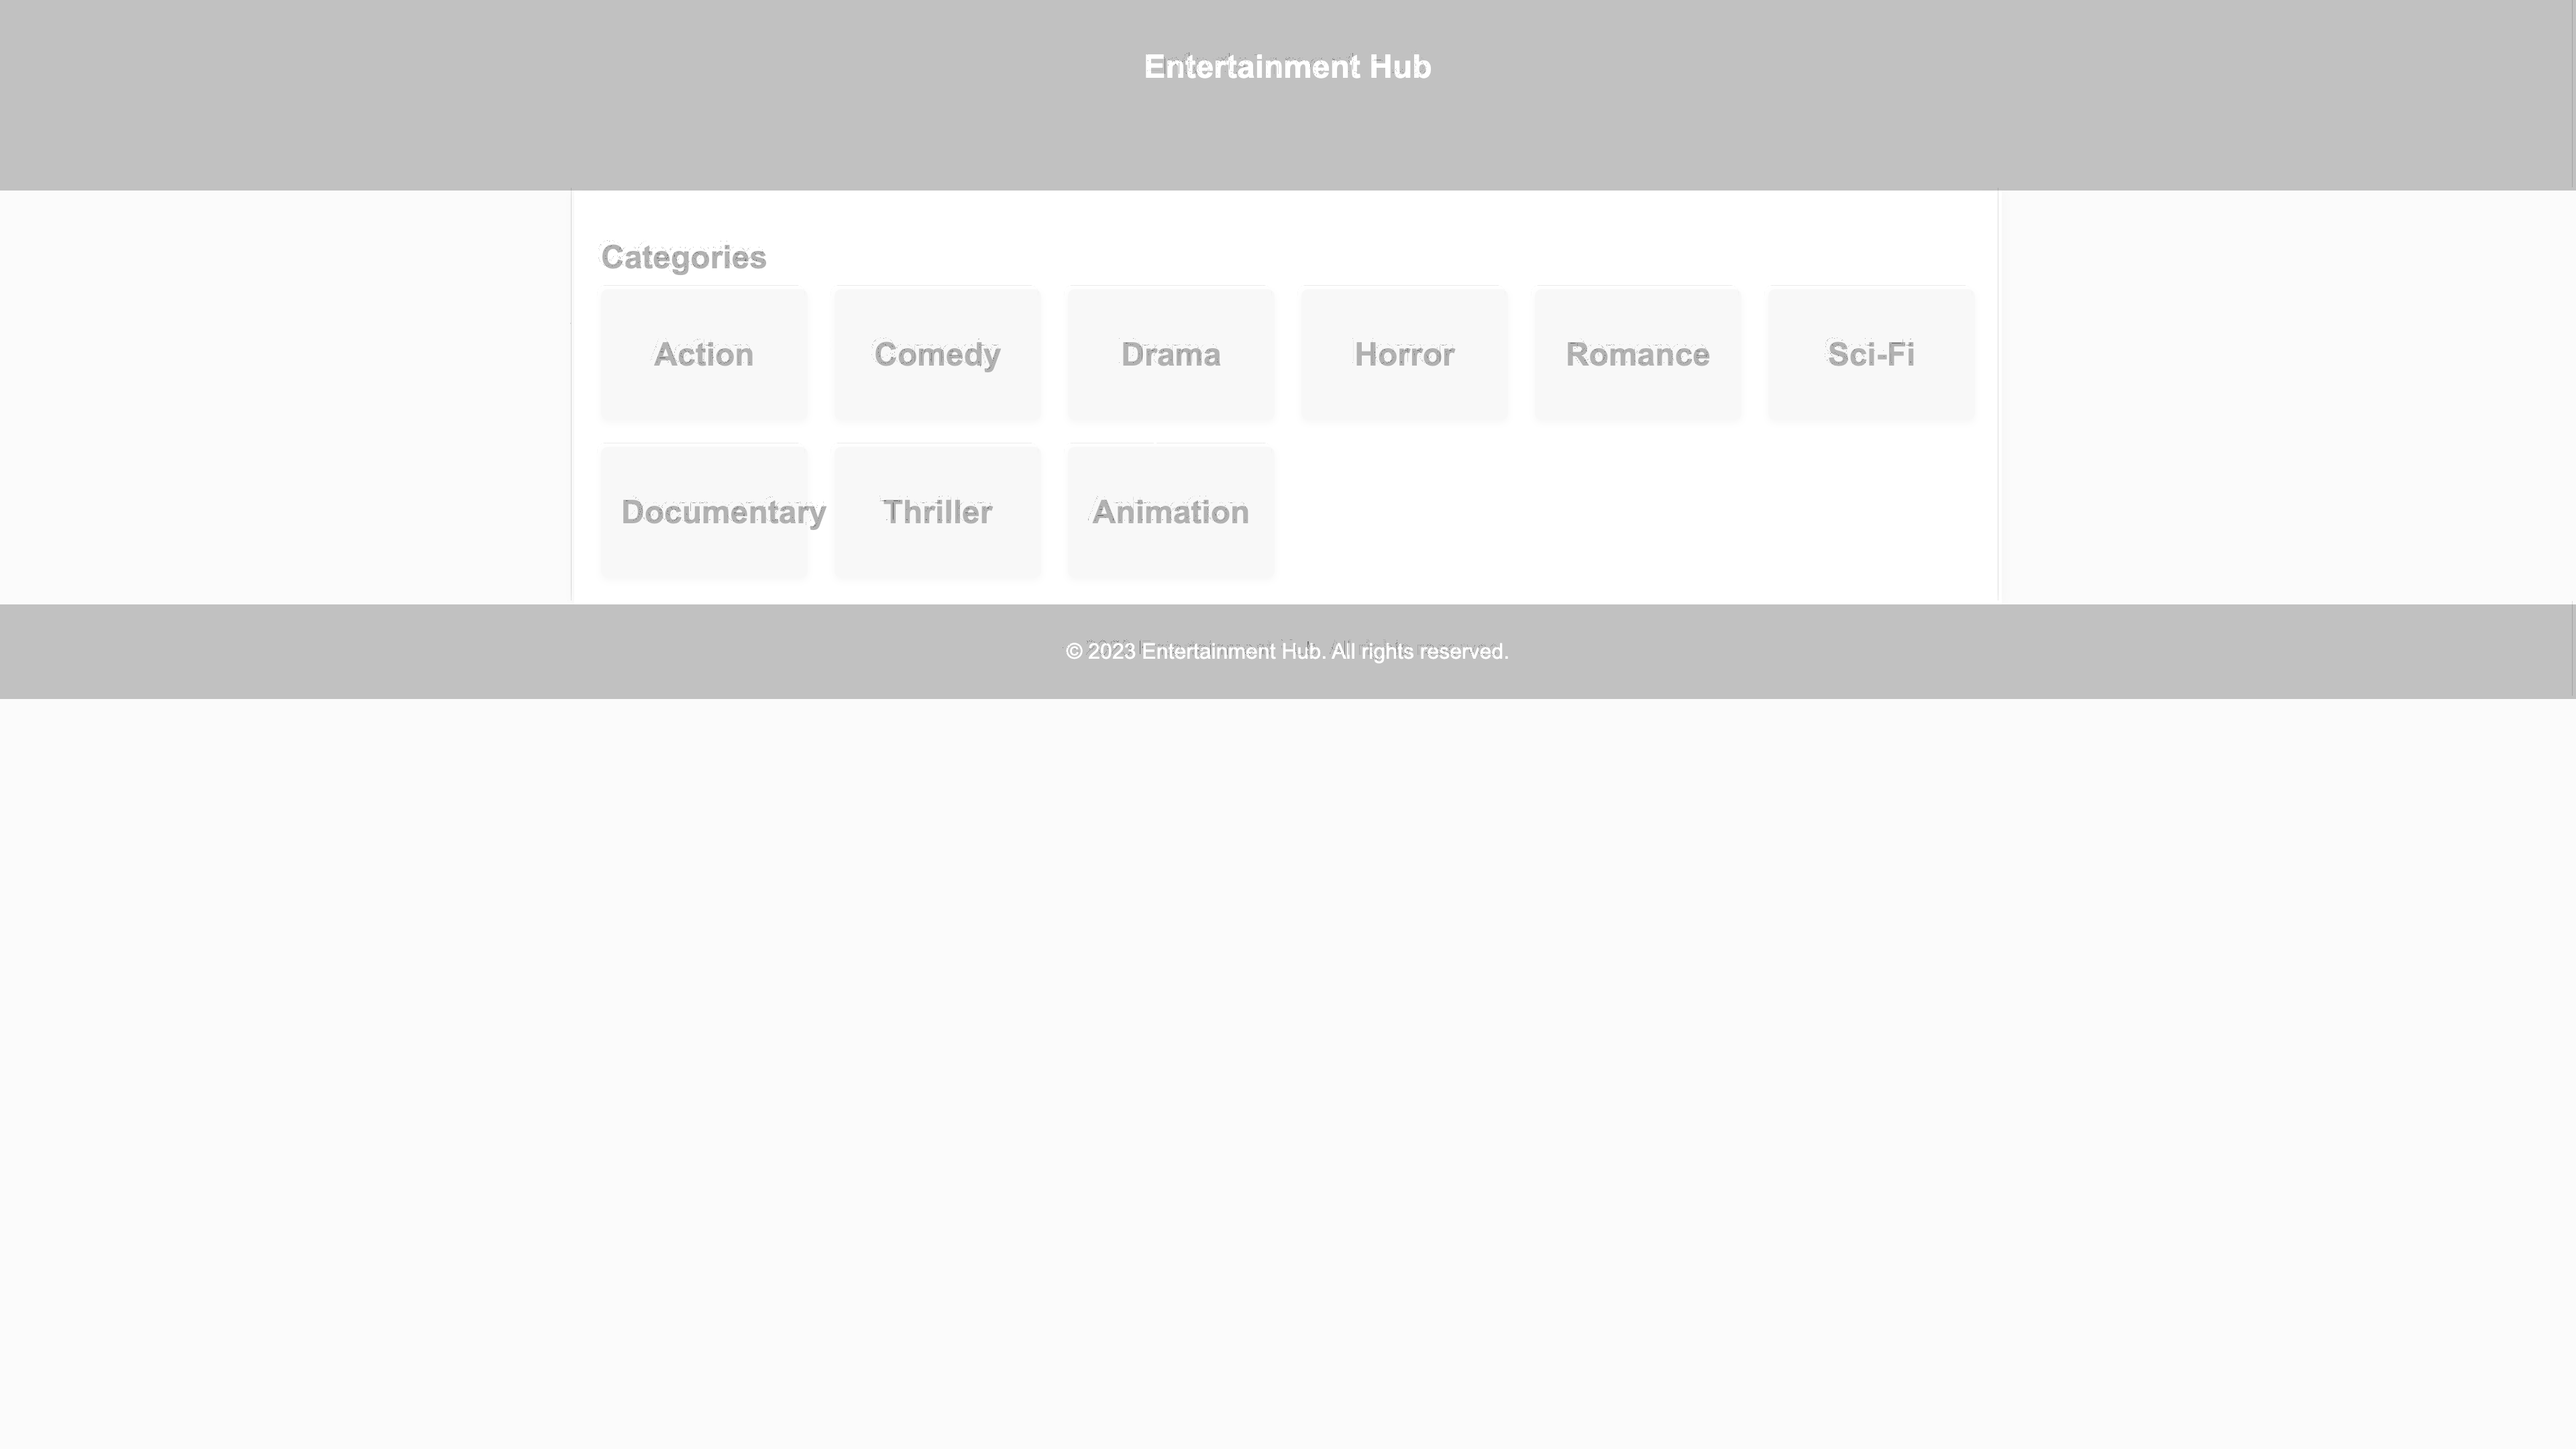 Entertainment Hub
Categories
Action
Comedy
Drama
Horror
Romance
Sci-Fi
Documentary
Thriller
Animation
© 2023 Entertainment Hub. All rights reserved.